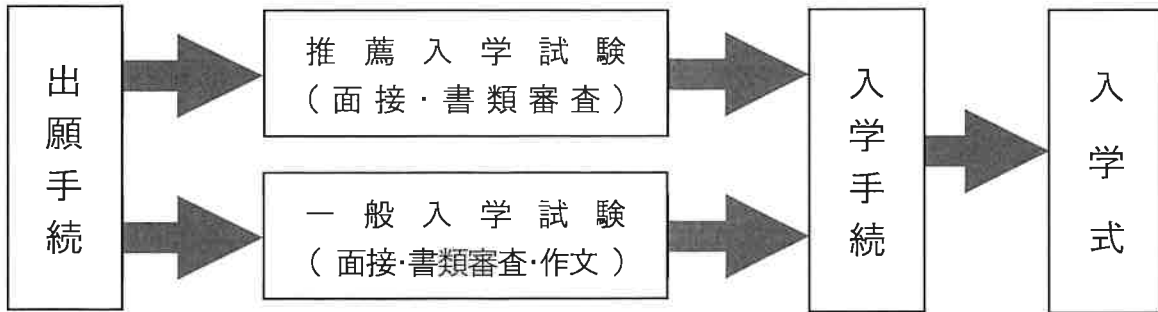 出願手続
推薦入学試験
(面接・書類審査)
一般入学試験
(面接・書類審査・作文)
入学手続
入学式